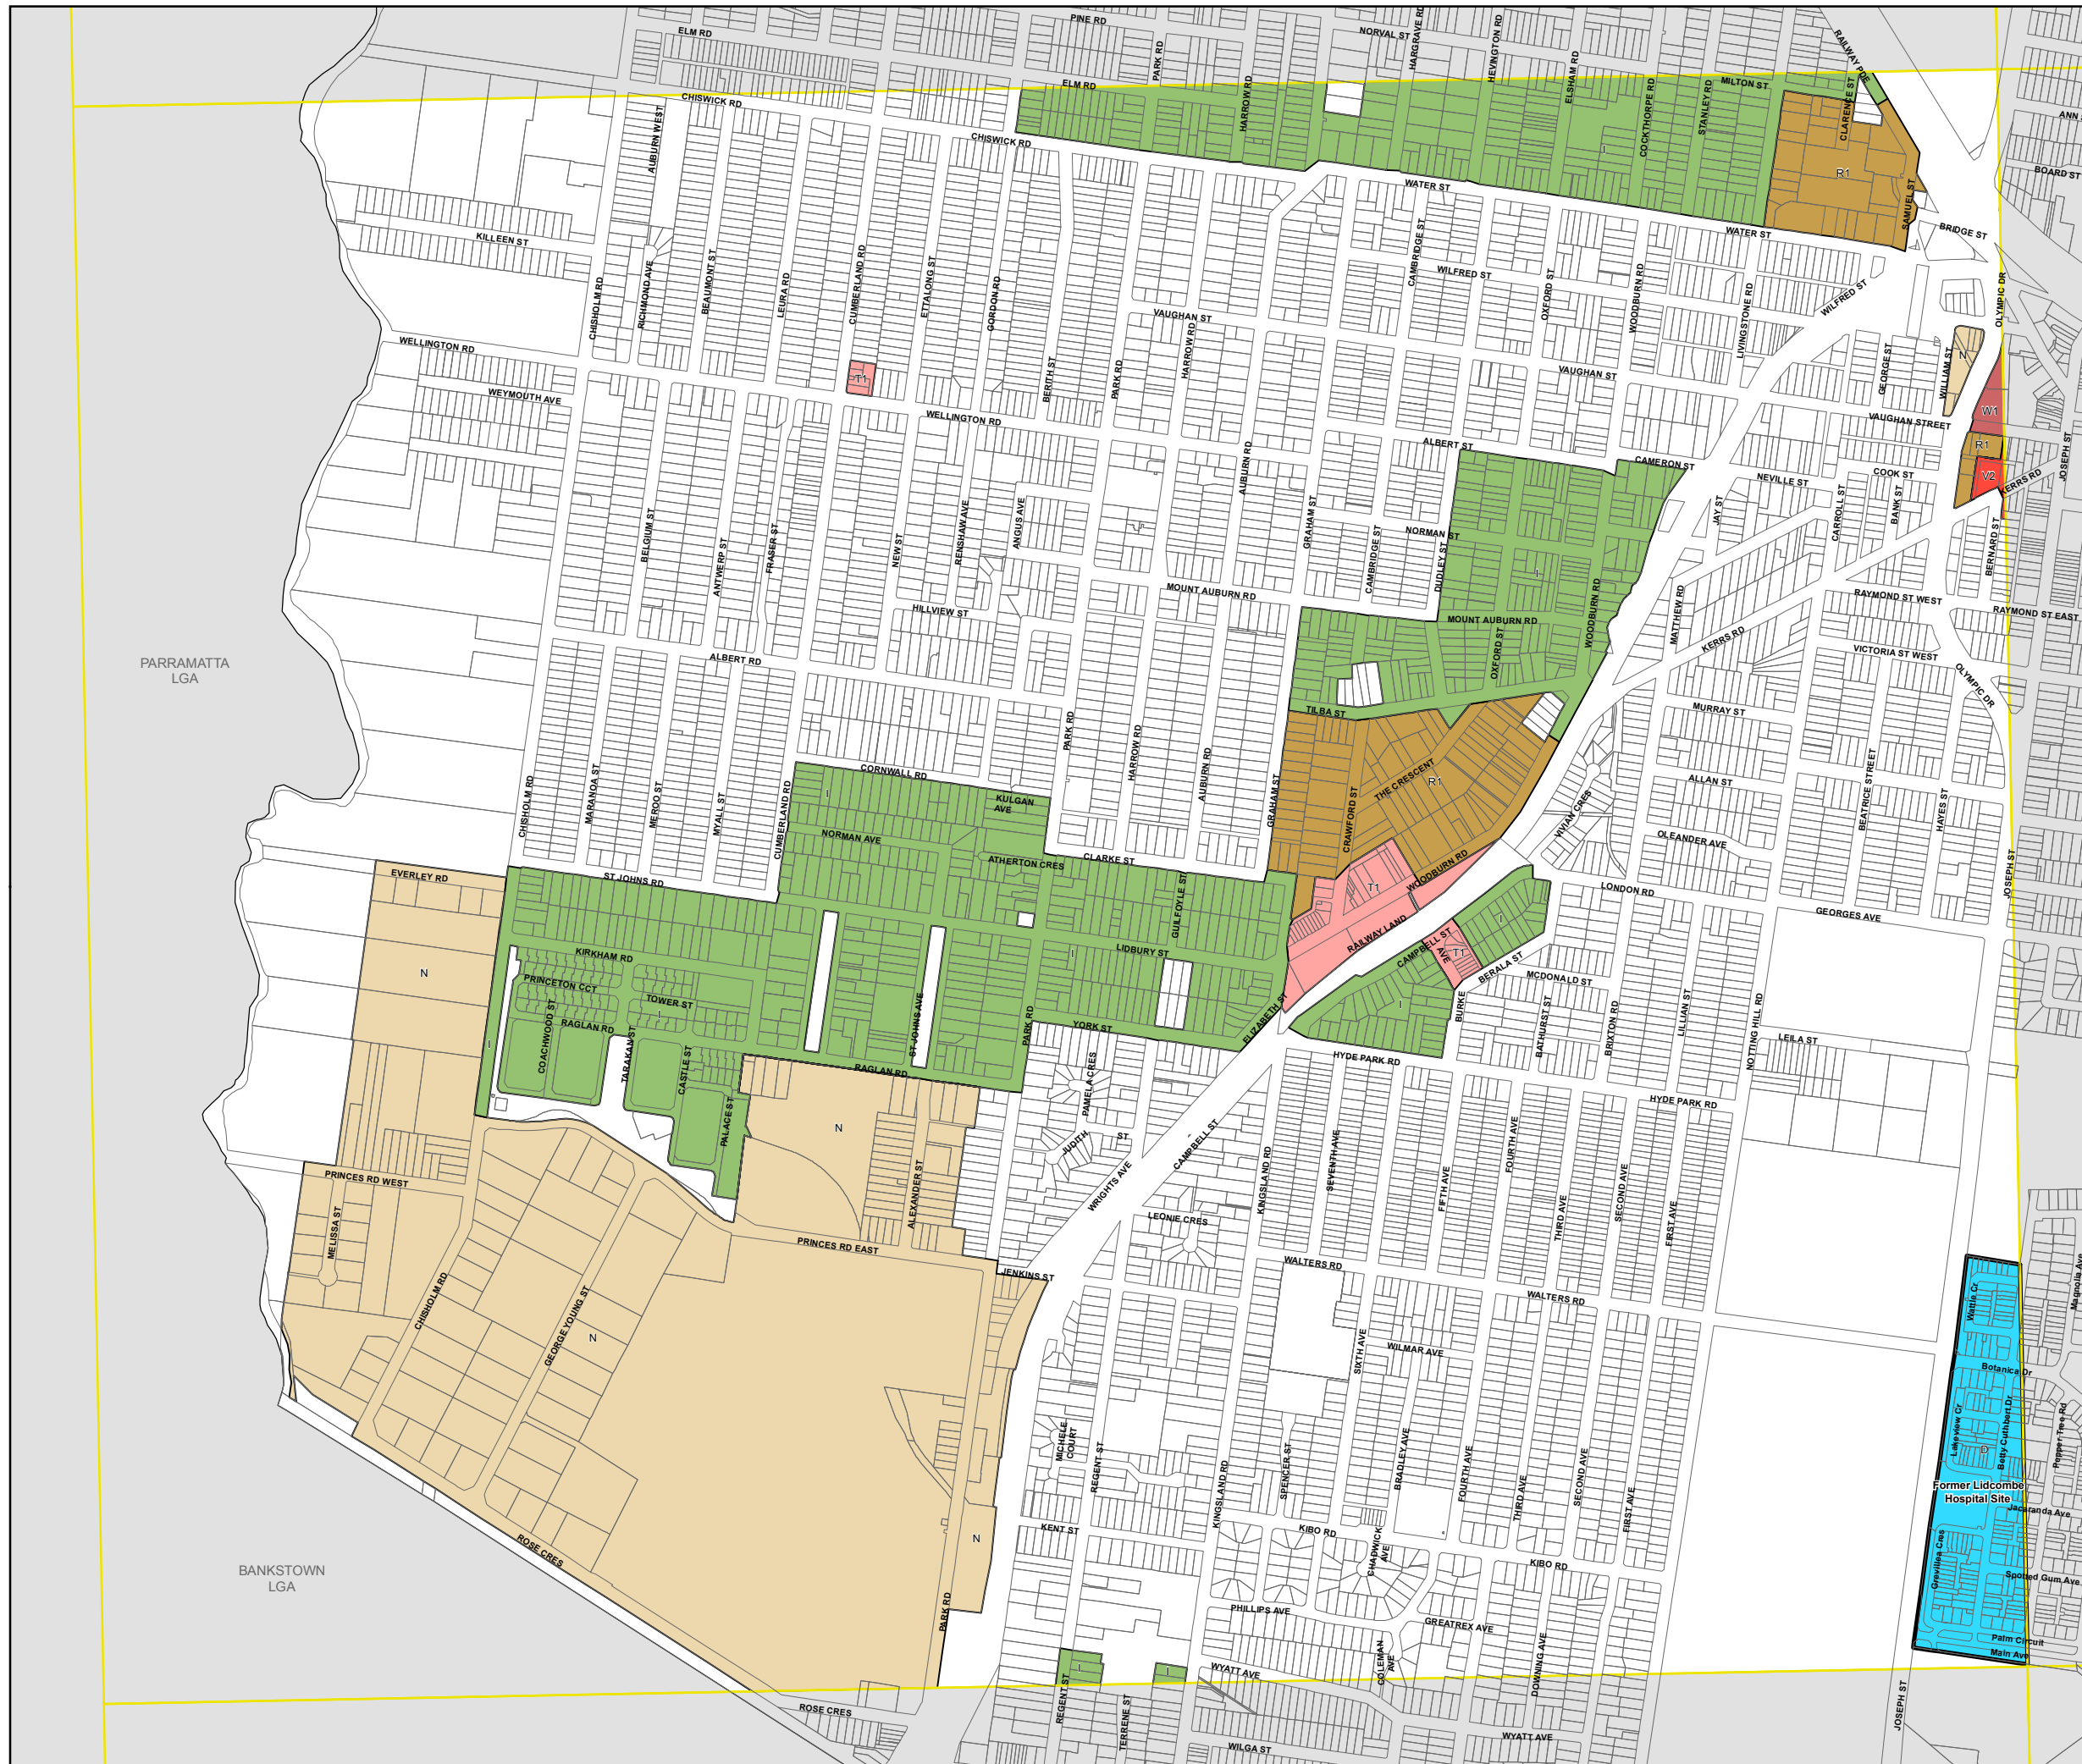 PINE RD
ELM RD
PARK RD
NORVAL ST
HARGRAVE RD
HEVINGTON RD
ELSHAM RD
RAILWAY PDE
CHISWICK RD
ELM RD
HARROW RD
COCKTHORPE RD
STANLEY RD
MILTON ST
CLARENCE ST
AUBURN WEST
CHISWICK RD
I
R1
BOARD ST
WATER ST
SAMUEL ST
KILLEEN ST
WATER ST
BRIDGE ST
CHISHOLM RD
RICHMOND AVE
BEAUMONT ST
LEURA RD
CUMBERLAND RD
ETTALONG ST
GORDON RD
CAMBRIDGE ST
WILFRED ST
OXFORD ST
WOODBURN RD
LIVINGSTONE RD
WILFRED ST
OLYMPIC DR
VAUGHAN ST
HARROW RD
WELLINGTON RD
WEYMOUTH AVE
T1
BERITH ST
PARK RD
VAUGHAN ST
GEORGE ST
WILLIAM ST
N
W1
WELLINGTON RD
AUBURN RD
ALBERT ST
CAMERON ST
VAUGHAN STREET
R1
V2
JOSEPH ST
KERRS RD
COOK ST
NEVILLE ST
BELGIUM ST
ANTWERP ST
FRASER ST
NEW ST
RENSHAW AVE
ANGUS AVE
GRAHAM ST
CAMBRIDGE ST
NORMAN ST
DUDLEY ST
I
JAY ST
CARROLL ST
BANK ST
BERNARD ST
HILLVIEW ST
MOUNT AUBURN RD
MOUNT AUBURN RD
OXFORD ST
WOODBURN RD
MATTHEW RD
KERRS RD
RAYMOND ST WEST
RAYMOND ST EAST
VICTORIA ST WEST
OLYMPIC DR
PARRAMATTA
LGA
ALBERT RD
TILBA ST
MURRAY ST
CHISHOLM RD
MARANOA ST
MEROO ST
MYALL ST
CUMBERLAND RD
CORNWALL RD
I
KULGAN
AVE
PARK RD
HARROW RD
AUBURN RD
GRAHAM ST
CRAWFORD ST
THE CRESCENT
R1
VIVIAN CRES
ALLAN ST
BEATRICE STREET
HAYES ST
NORMAN AVE
ATHERTON CRES
CLARKE ST
OLEANDER AVE
EVERLEY RD
ST JOHNS RD
GUILFOYLE ST
T1
WOODBURN RD
LONDON RD
GEORGES AVE
JOSEPH ST
N
KIRKHAM RD
I
LIDBURY ST
RAILWAY LAND
CAMPBELL ST
I
T1
AVE
BERALA ST
MCDONALD ST
PRINCETON CCT
TOWER ST
COACHWOOD ST
RAGLAN RD
I
I
TARAKAN ST
CASTLE ST
PALACE ST
ST JOHNS AVE
PARK RD
YORK ST
ELIZABETH ST
I
BURKE
BATHURST ST
BRIXTON RD
LILLIAN ST
NOTTING HILL RD
LEILA ST
RAGLAN RD
PAMELA CRES
HYDE PARK RD
HYDE PARK RD
N
JUDITH
ST
CAMPBELL ST
WRIGHTS AVE
KINGSLAND RD
SEVENTH AVE
FIFTH AVE
FOURTH AVE
THIRD AVE
SECOND AVE
FIRST AVE
PRINCES RD WEST
MELISSA ST
ALEXANDER ST
PRINCES RD EAST
LEONIE CRES
JENKINS ST
WALTERS RD
WALTERS RD
CHISHOLM RD
GEORGE YOUNG ST
N
SIXTH AVE
WILMAR AVE
Wattle Cr
Magnolia Ave
Botanica Dr
MICHELE
COURT
REGENT ST
KINGSLAND RD
SPENCER ST
BRADLEY AVE
FOURTH AVE
THIRD AVE
SECOND AVE
FIRST AVE
Lakeview Cr
D
Betty Cuthbert Dr
Pepper Tree Rd
Former Lidcombe
Hospital Site
Jacaranda Ave
N
KENT ST
KIBO RD
CHADWICK
AVE
KIBO RD
ROSE CRES
BANKSTOWN
LGA
PARK RD
Grevillea Cres
Spotted Gum Ave
PHILLIPS AVE
GREATREX AVE
Palm Circuit
Main Ave
I
I
REGENT ST
TERRENE ST
WYATT AVE
COLEMAN
AVE
DOWNING AVE
JOSEPH ST
ROSE CRES
WYATT AVE
WILGA ST